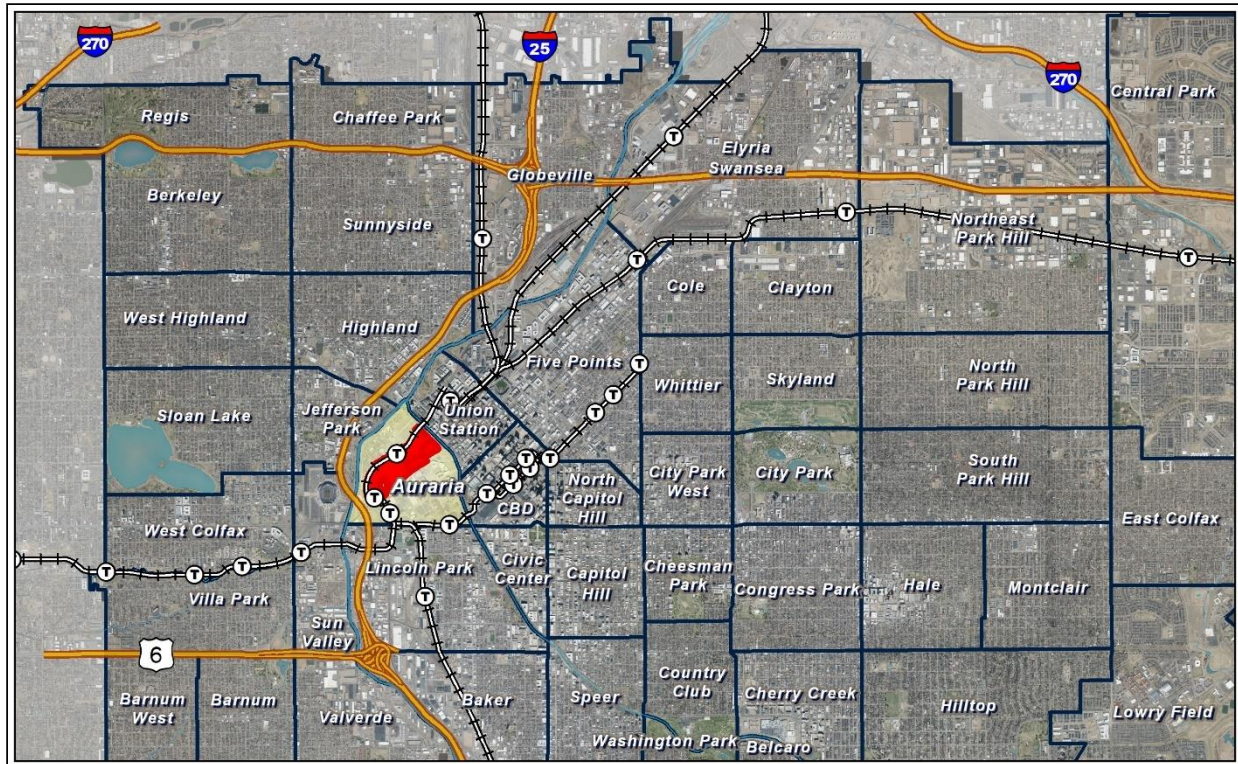 270
25
270
Central Park
Regis
Chaffee Park
Elyria
Swansea
Globeville
Berkeley
Sunnyside
T
T
T
Northeast
Park Hill
T
T
Cole
Clayton
West Highland
Highland
Five Points
T
Whittier
Skyland
North
Park Hill
T
T
Sloan Lake
Jefferson
Park
Union
Station
T
T
T
T
T
T
T
T
T
T
Auraria
CBD
North
Capitol
Hill
City Park
West
City Park
South
Park Hill
East Colfax
West Colfax
T
T
T
T
T
T
Lincoln Park
Civic
Center
Capitol
Hill
Cheesman
Park
Congress Park
Hale
Montclair
Villa Park
T
Sun
Valley
6
Barnum
West
Barnum
Valverde
Baker
Speer
Country
Club
Cherry Creek
Hilltop
Lowry Field
Washington Park
Belcaro